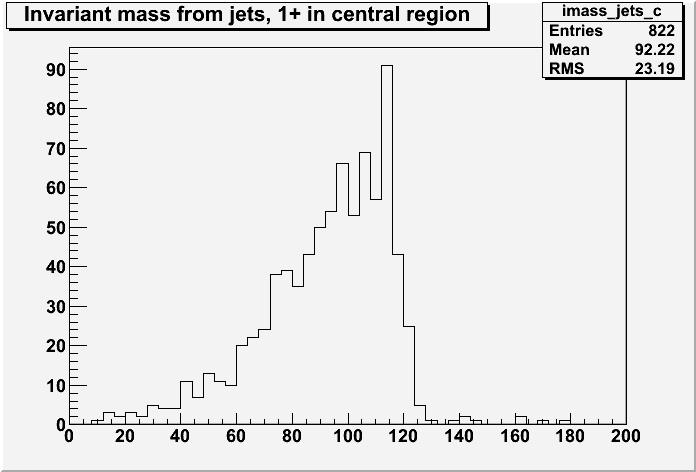 Invariant mass from jets, 1+ in central region
imass_jets_c
Entries 822
Mean 92.22
RMS 23.19
90
80
70
60
50
40
30
20
10
0
0 20 40 60 80 100 120 140 160 180 200